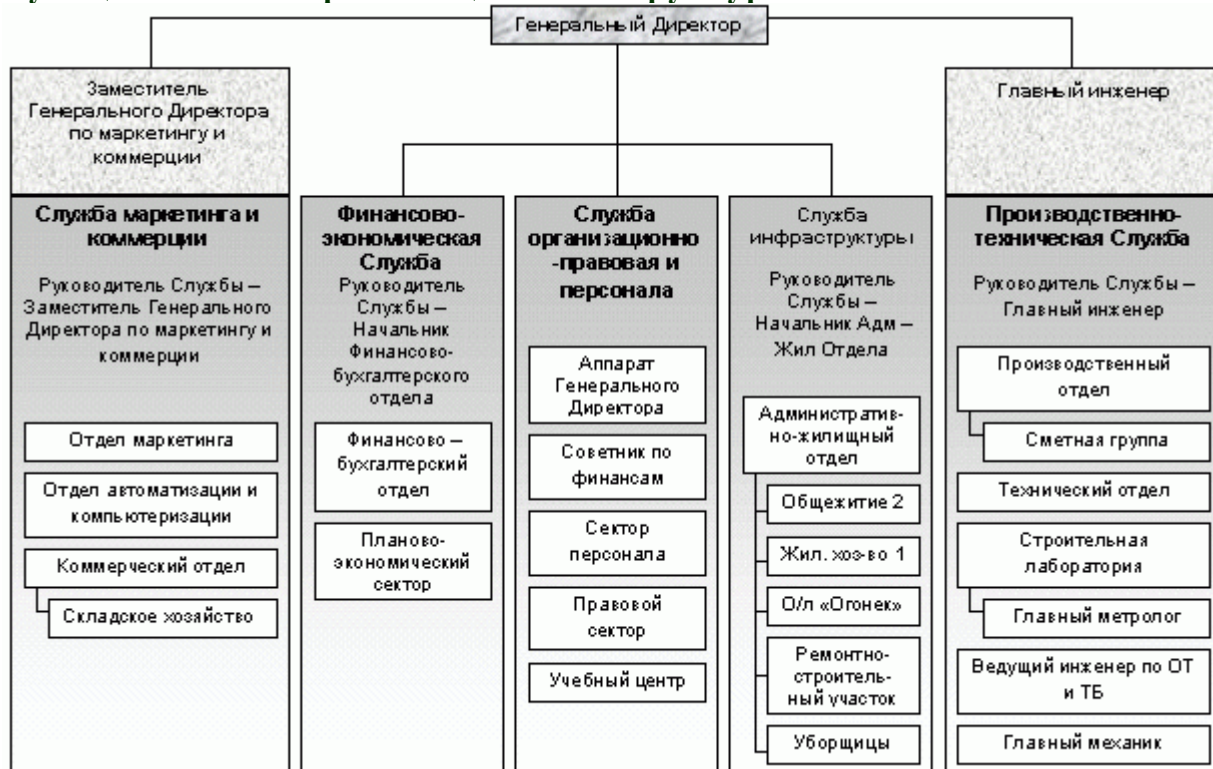 Генеральный Директор
Заместитель
Генерального Директора
по маркетингу и
коммерции
Главный инженер
Служба маркетинга и
коммерции
Руководитель Службы –
Заместитель Генерального
Директора по маркетингу и
коммерции
Отдел маркетинга
Отдел автоматизации и
компьютеризации
Коммерческий отдел
Складское хозяйство
Финансово-
экономическая
Служба
Руководитель
Службы –
Начальник
Финансово-
бухгалтерского
отдела
Финансово –
бухгалтерский
отдел
Планово-
экономический
сектор
Служба
организационно
-правовая и
персонала
Аппарат
Генерального
Директора
Советник по
финансам
Сектор
персонала
Правовой
сектор
Учебный центр
Служба
инфраструктуры
Руководитель
Службы –
Начальник Адм –
Жил Отдела
Административ-
но-жилищный
отдел
Общежитие 2
Жил. хоз-во 1
О/л «Огонек»
Ремонтно-
строитель-
ный участок
Уборщицы
Производственно-
техническая Служба
Руководитель Службы –
Главный инженер
Производственный
отдел
Сметная группа
Технический отдел
Строительная
лаборатория
Главный метролог
Ведущий инженер по ОТ
и ТБ
Главный механик